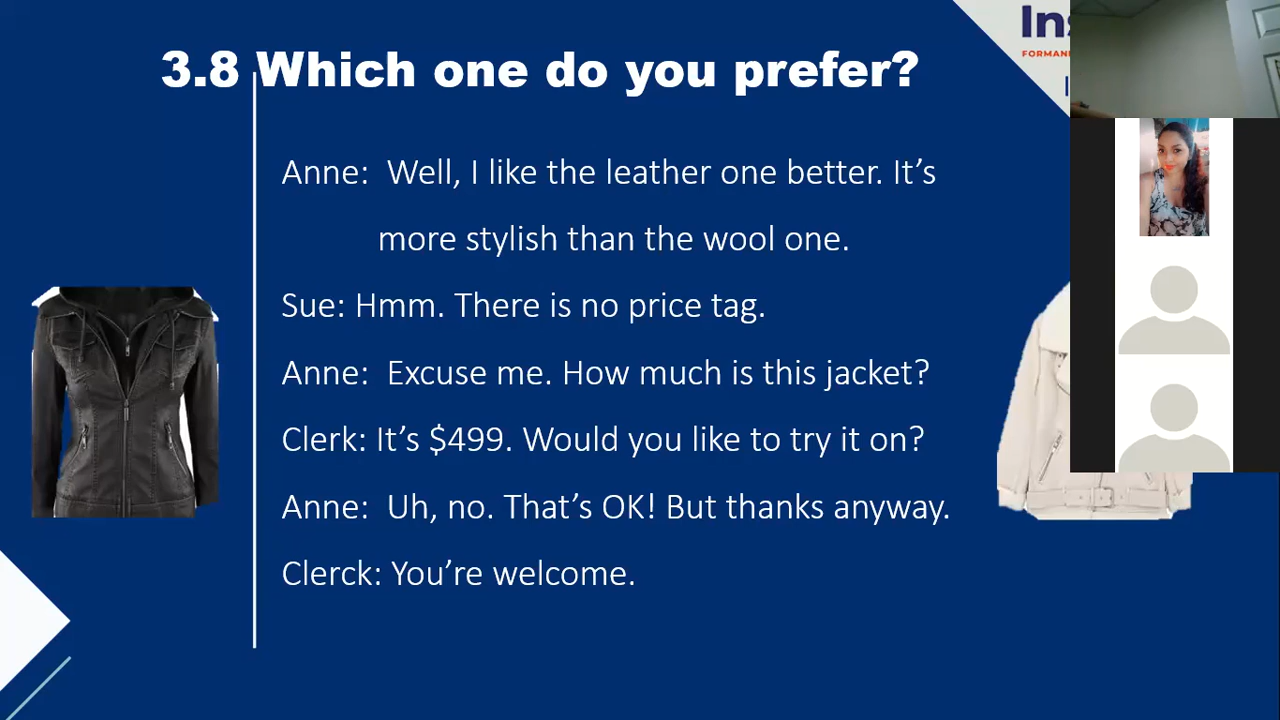 3.8 Which one do you prefer?
Anne: Well, I like the leather one better. It’s
more stylish than the wool one.
Sue: Hmm. There is no price tag.
Anne: Excuse me. How much is this jacket?
Clerk: It’s $499. Would you like to try it on?
Anne: Uh, no. That’s OK! But thanks anyway.
Clerck: You’re welcome.